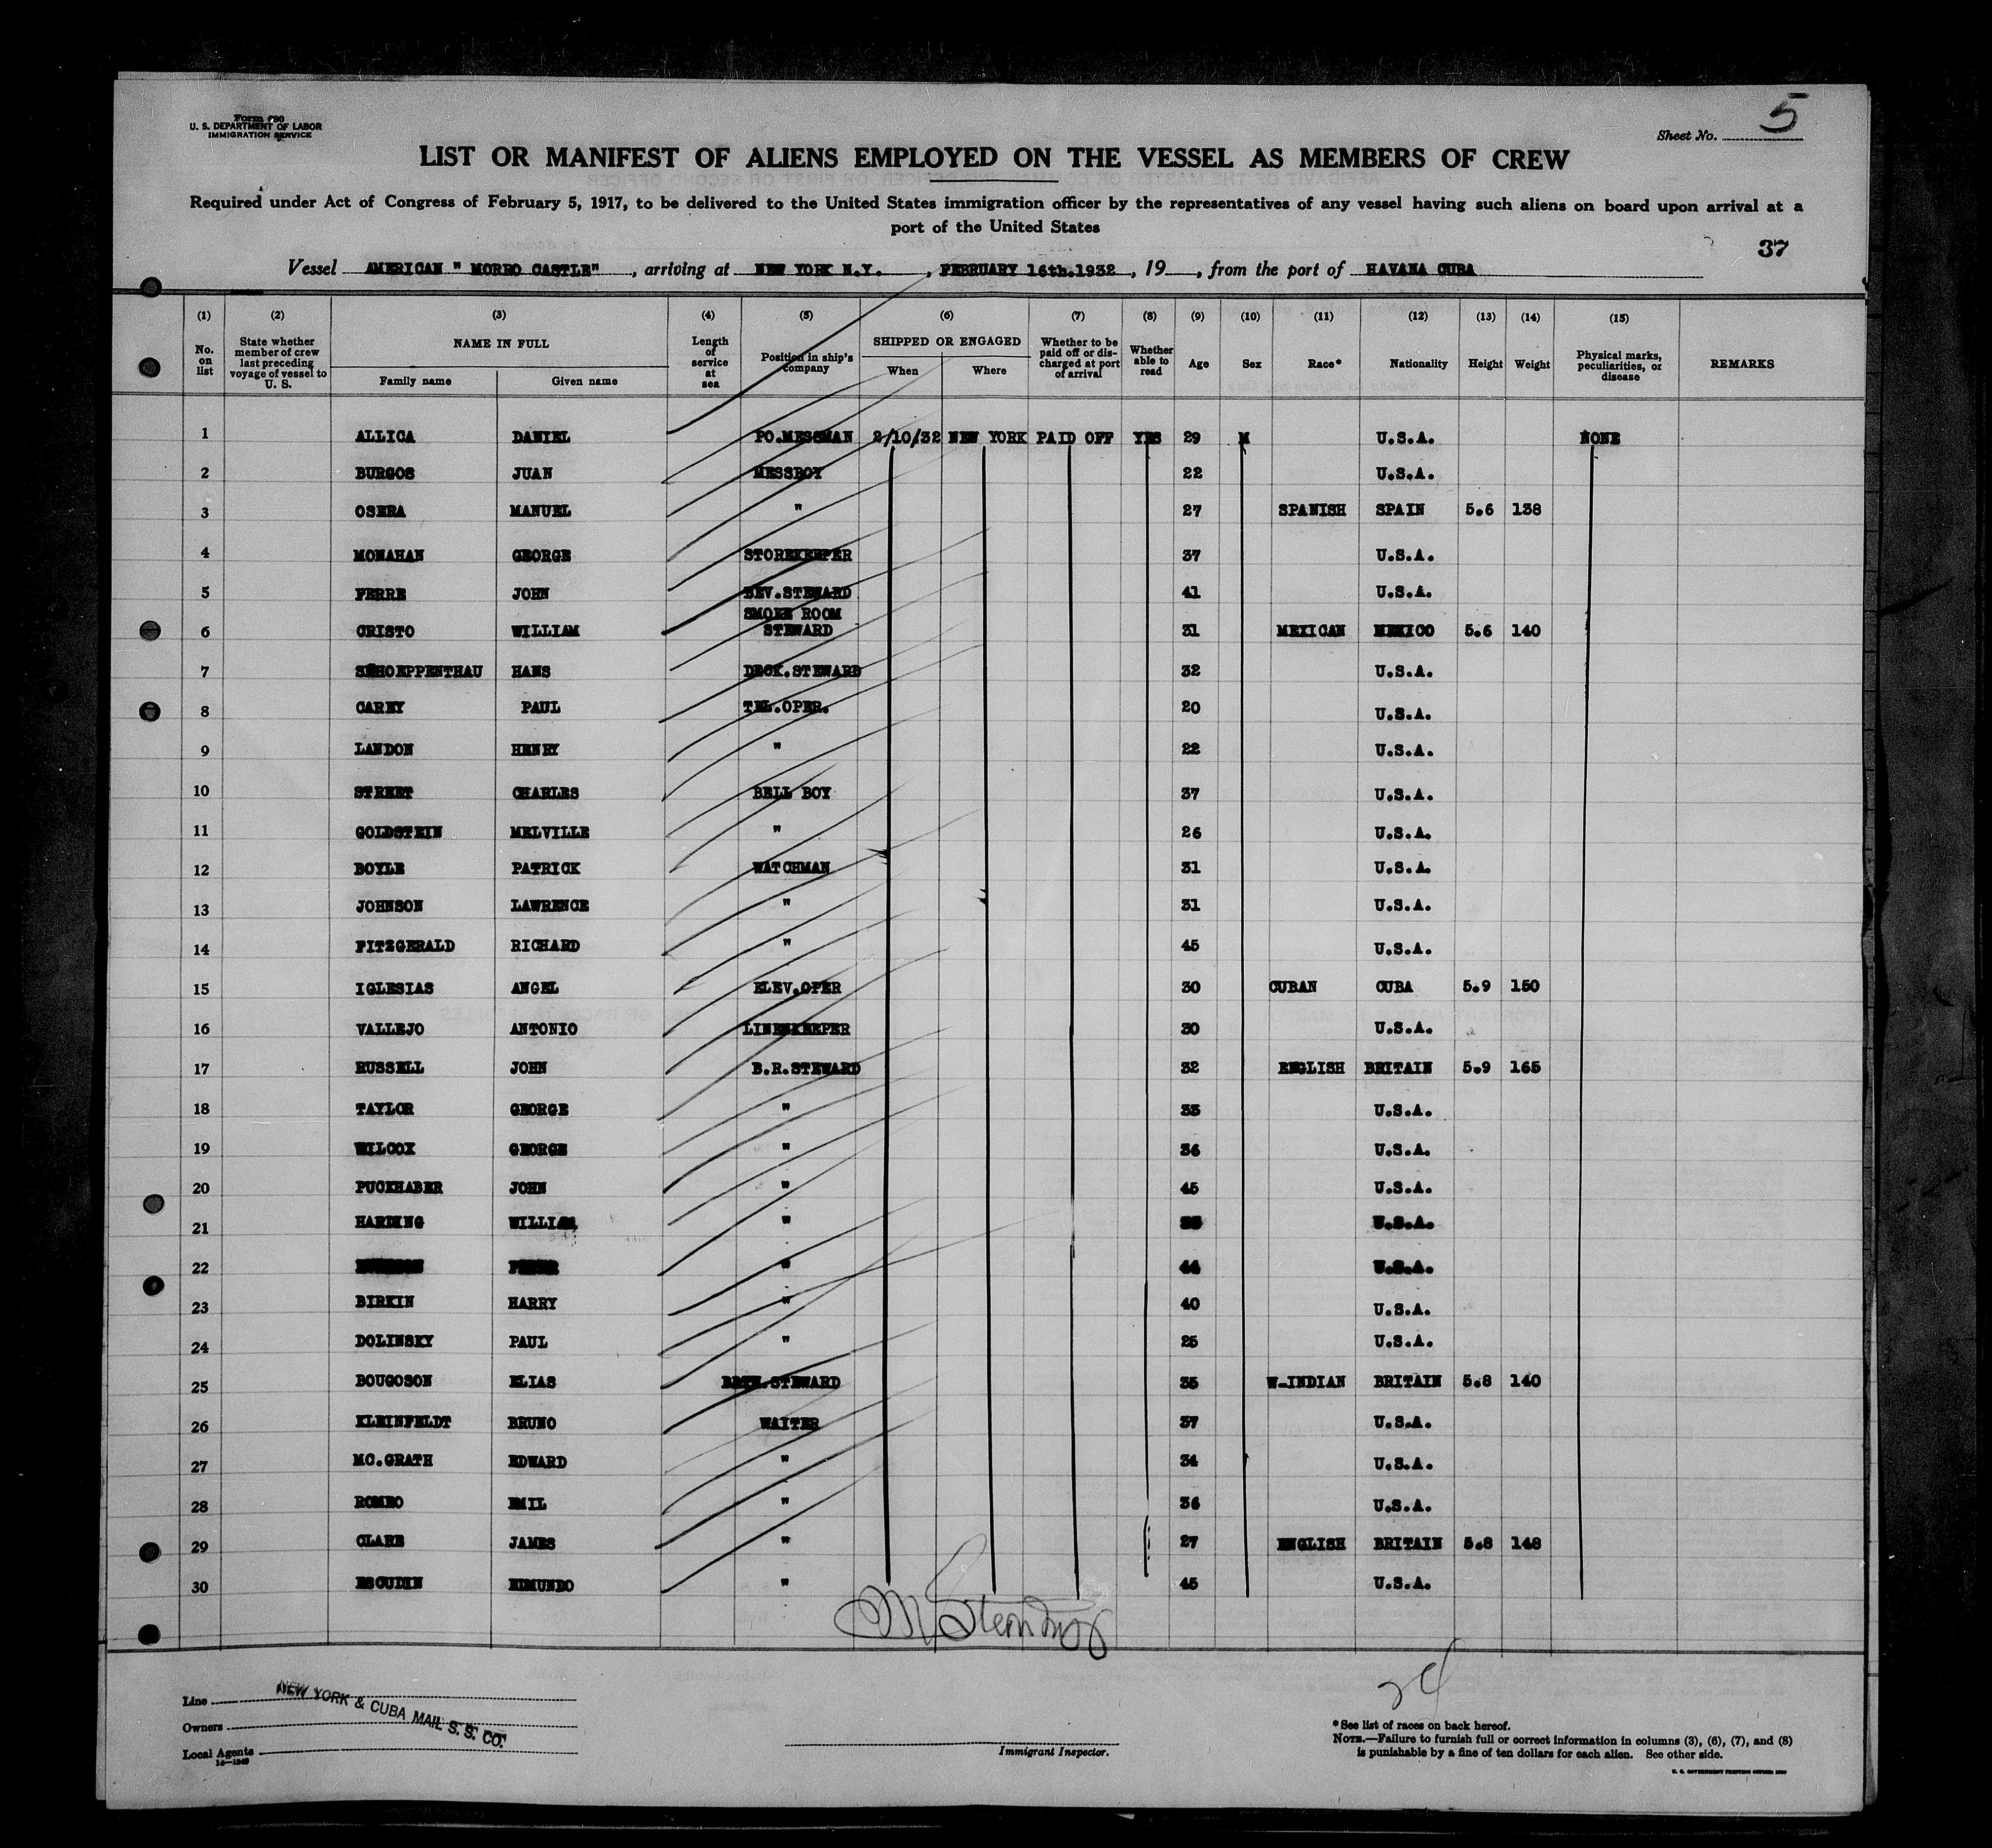 Form 680
U. S. DEPARTMENT OF LABOR
IMMIGRATION SERVICE
Sheet No. 5
LIST OR MANIFEST OF ALIENS EMPLOYED ON THE VESSEL AS MEMBERS OF CREW
Required under Act of Congress of February 5, 1917, to be delivered to the United States immigration officer by the representatives of any vessel having such aliens on board upon arrival at a
port of the United States
37
Vessel AMERICAN " MORRO CASTLE" , arriving at NEW YORK N.Y. , FEBRUARY 16th.1932 , 19 , from the port of HAVANA CUBA
(1) (2) (3) (4) (5) (6) (7) (8) (9) (10) (11) (12) (13) (14) (15)
No. on list State whether member of crew last preceding voyage of vessel to U. S. NAME IN FULL Family name Given name Length of service at sea Position in ship's company SHIPPED OR ENGAGED When Where Whether to be paid off or discharged at port of arrival Whether able to read Age Sex Race* Nationality Height Weight Physical marks, peculiarities, or disease REMARKS
1 ALLICA DANIEL PO.MESSMAN 2/10/32 NEW YORK PAID OFF YES 29 M U.S.A. NONE
2 BURGOS JUAN MESSBOY 22 U.S.A.
3 OSERA MANUEL " 27 SPANISH SPAIN 5.6 138
4 MONAHAN GEORGE STOREKEEPER 37 U.S.A.
5 FERRE JOHN BEV.STEWARD 41 U.S.A.
6 CRISTO WILLIAM SMOKE ROOM STEWARD 31 MEXICAN MEXICO 5.6 140
7 SCHOEPPENTHAU HANS DECK.STEWARD 32 U.S.A.
8 CAREY PAUL TEL.OPER. 20 U.S.A.
9 LANDON HENRY " 22 U.S.A.
10 STREET CHARLES BELL BOY 37 U.S.A.
11 GOLDSTEIN MELVILLE " 26 U.S.A.
12 BOYLE PATRICK WATCHMAN 31 U.S.A.
13 JOHNSON LAWRENCE " 31 U.S.A.
14 FITZGERALD RICHARD " 45 U.S.A.
15 IGLESIAS ANGEL ELEV.OPER 30 CUBAN CUBA 5.9 150
16 VALLEJO ANTONIO LINENKEEPER 30 U.S.A.
17 RUSSELL JOHN B.R.STEWARD 32 ENGLISH BRITAIN 5.9 165
18 TAYLOR GEORGE " 33 U.S.A.
19 WILCOX GEORGE " 36 U.S.A.
20 PUCKHABER JOHN " 45 U.S.A.
21 HARDING WILLIAM " U.S.A.
22 PETER " 44 U.S.A.
23 BIRKIN HARRY " 40 U.S.A.
24 DOLINSKY PAUL " 25 U.S.A.
25 BOUGOSON ELIAS BATH.STEWARD 35 W-INDIAN BRITAIN 5.8 140
26 KLEINFELDT BRUNO WAITER 37 U.S.A.
27 MC.GRATH EDWARD " 34 U.S.A.
28 ROMEO EMIL " 36 U.S.A.
29 CLARE JAMES " 27 ENGLISH BRITAIN 5.8 148
30 ESCUDIN EDMUNDO " 45 U.S.A.
24
Line
NEW YORK & CUBA MAIL S. S. CO.
Owners
Local Agents
14—1240
Immigrant Inspector.
*See list of races on back hereof.
NOTE.—Failure to furnish full or correct information in columns (3), (6), (7), and (8)
is punishable by a fine of ten dollars for each alien. See other side.